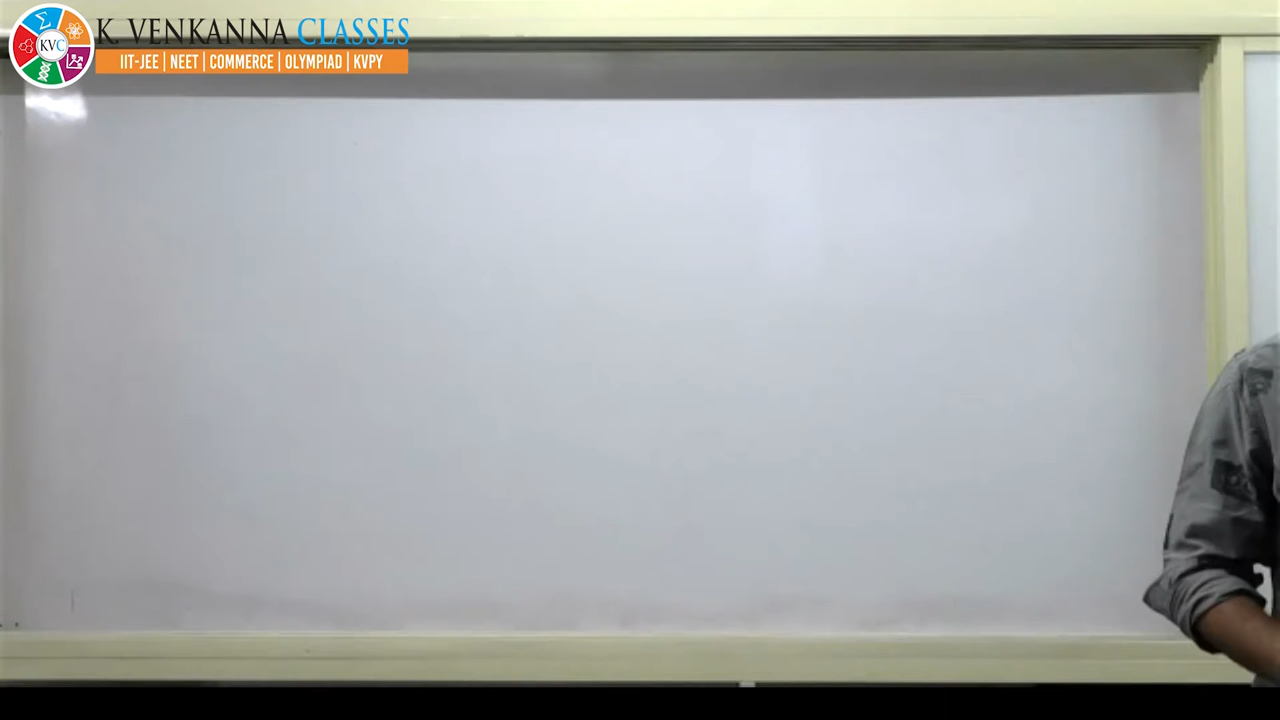 K. VENKANNA CLASSES
KVC
IIT-JEE | NEET | COMMERCE | OLYMPIAD | KVPY